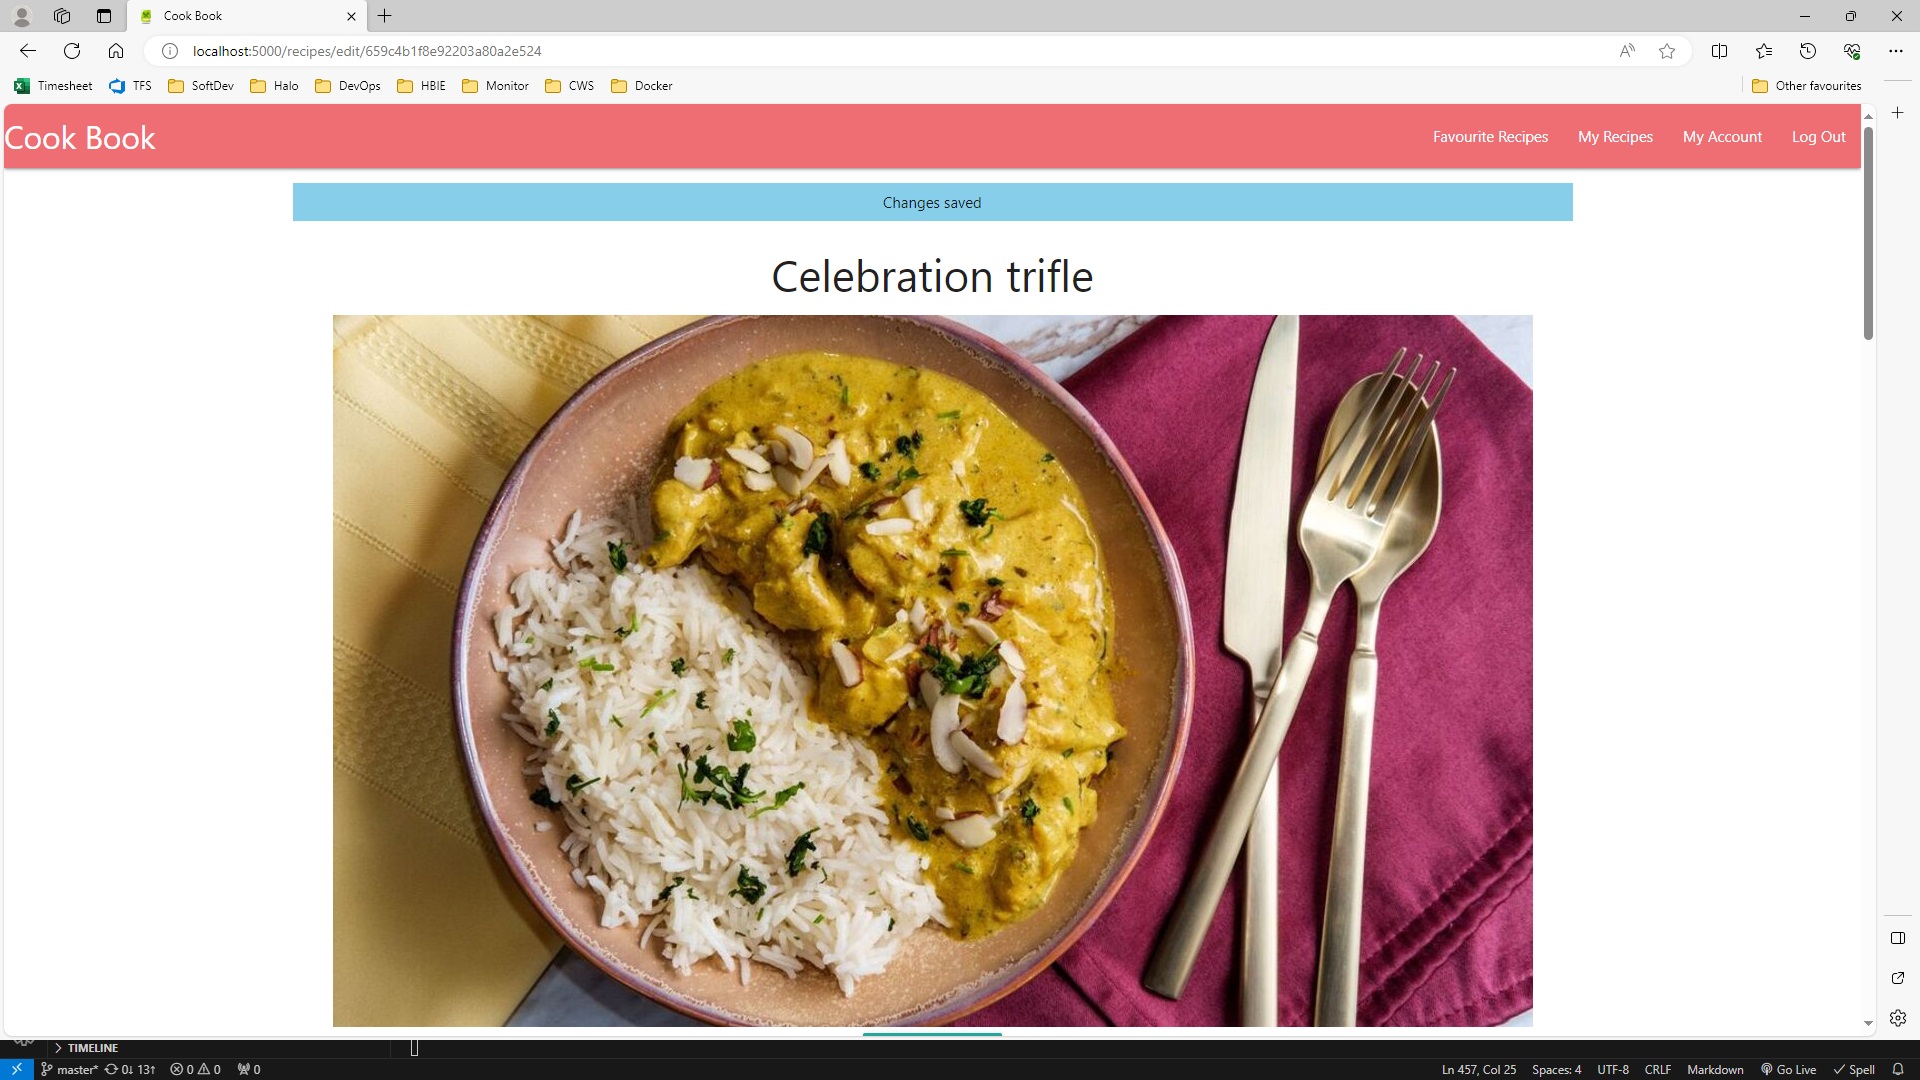 Cook Book
localhost:5000/recipes/edit/659c4b1f8e92203a80a2e524
Timesheet TFS SoftDev Halo DevOps HBIE Monitor CWS Docker Other favourites
Cook Book Favourite Recipes My Recipes My Account Log Out
Changes saved
Celebration trifle
TIMELINE
master* 0↓ 13↑ 0 0 0 Ln 457, Col 25 Spaces: 4 UTF-8 CRLF Markdown Go Live Spell